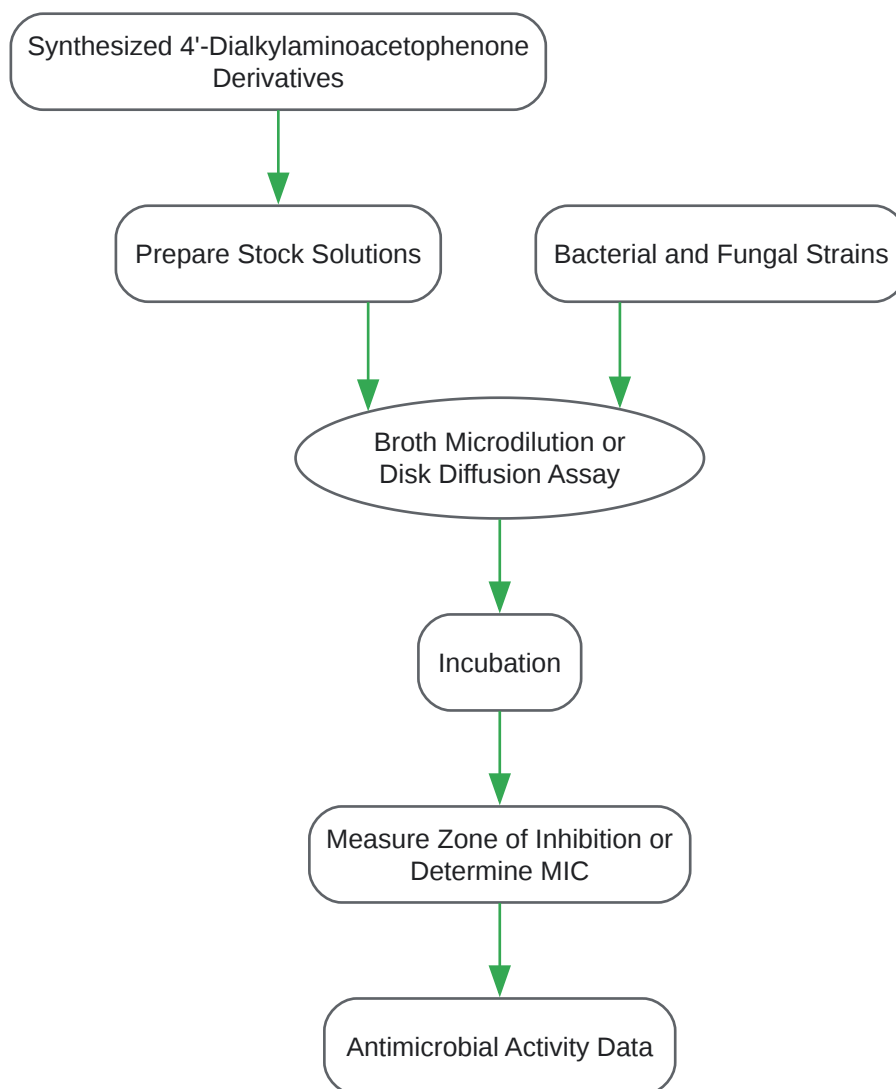 Synthesized 4'-Dialkylaminoacetophenone
Derivatives
Prepare Stock Solutions
Bacterial and Fungal Strains
Broth Microdilution or
Disk Diffusion Assay
Incubation
Measure Zone of Inhibition or
Determine MIC
Antimicrobial Activity Data